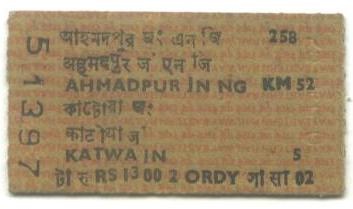 আহমদপুর জং এন জি 258
अहमदपुर जं एन जि
AHMADPUR JN NG KM 52
কাটোয়া জং
काटोया जं
KATWA JN 5
টা रु RS 13 00 2 ORDY सा 02
51397